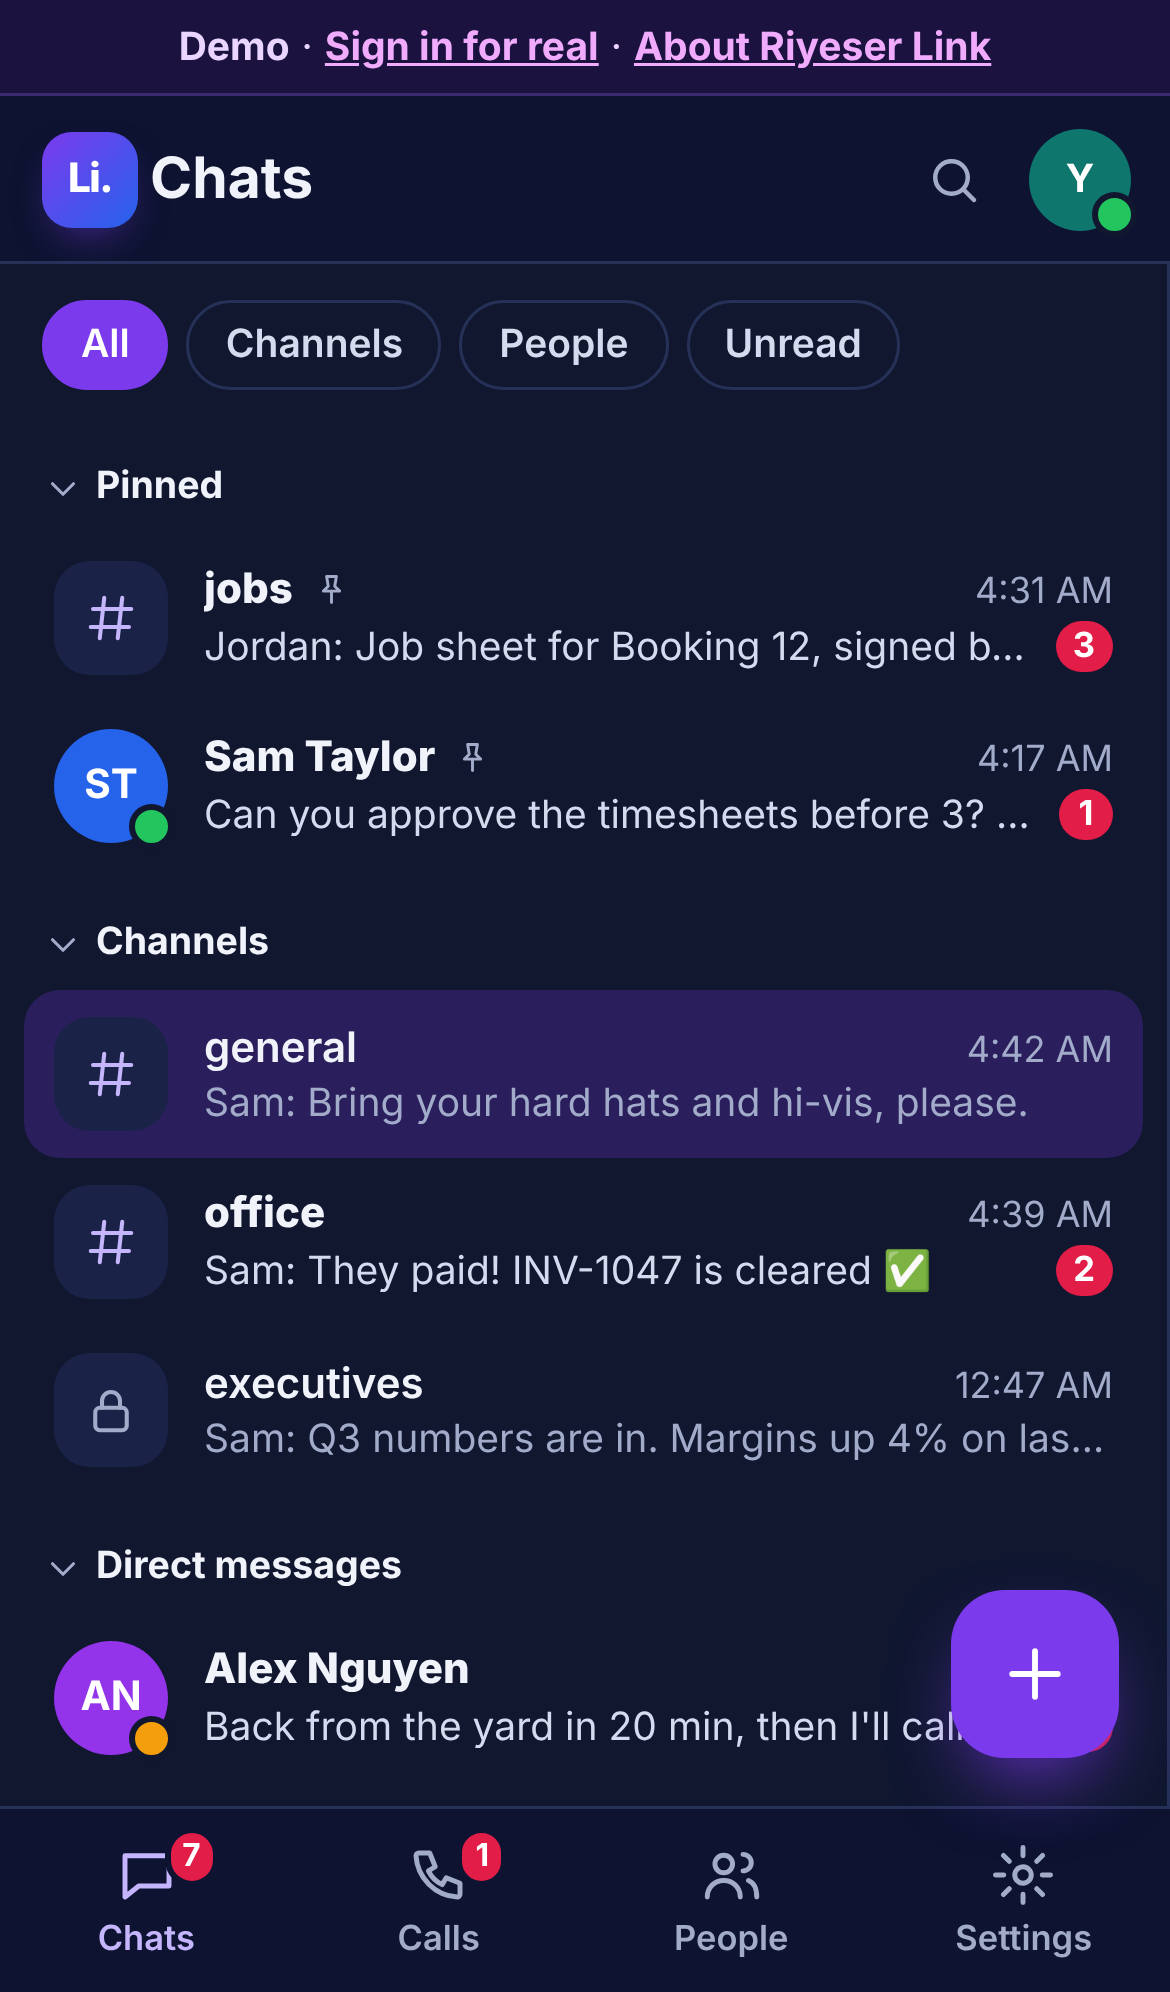 Demo · Sign in for real · About Riyeser Link
Li. Chats
Y
All Channels People Unread
Pinned
jobs 4:31 AM
Jordan: Job sheet for Booking 12, signed b... 3
ST
Sam Taylor 4:17 AM
Can you approve the timesheets before 3? ... 1
Channels
general 4:42 AM
Sam: Bring your hard hats and hi-vis, please.
office 4:39 AM
Sam: They paid! INV-1047 is cleared ✅ 2
executives 12:47 AM
Sam: Q3 numbers are in. Margins up 4% on las...
Direct messages
AN
Alex Nguyen
Back from the yard in 20 min, then I'll
7 1
Chats Calls People Settings